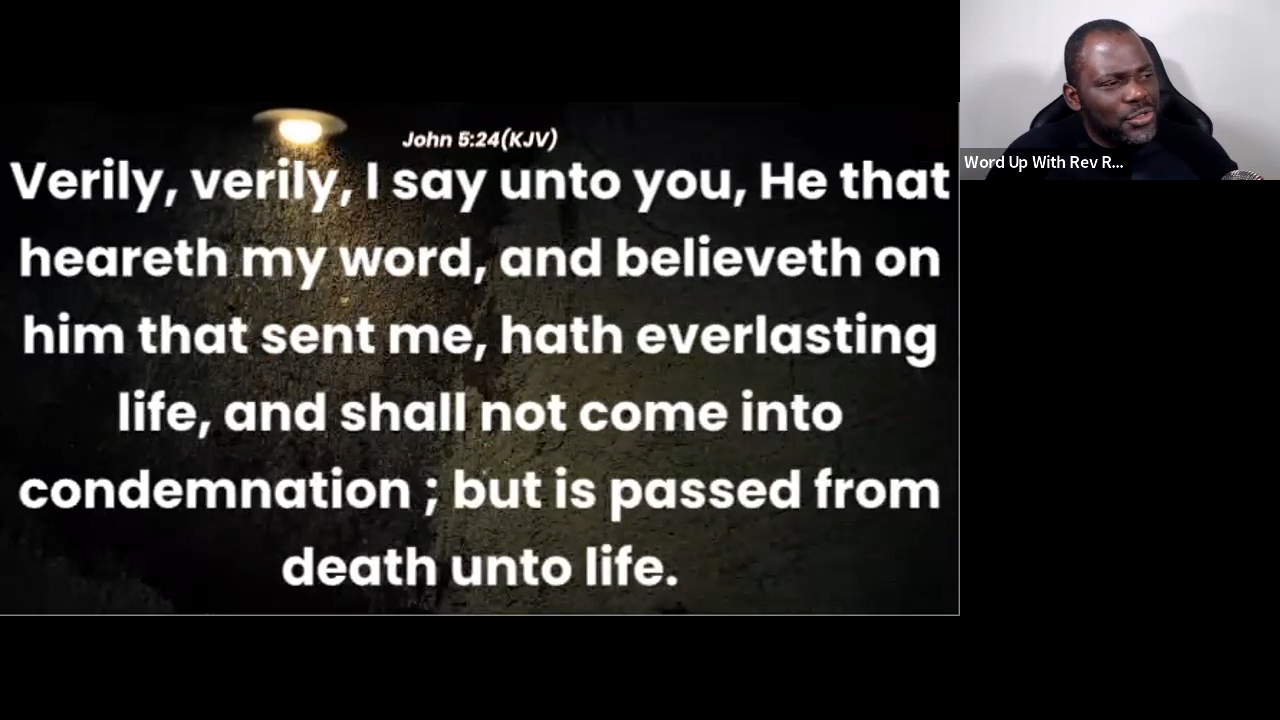 John 5:24(KJV)
Verily, verily, I say unto you, He that
heareth my word, and believeth on
him that sent me, hath everlasting
life, and shall not come into
condemnation ; but is passed from
death unto life.
Word Up With Rev R...